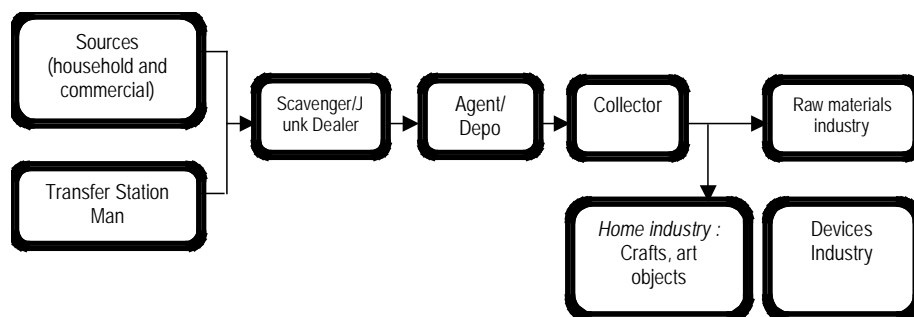 Sources
(household and
commercial)
Transfer Station
Man
Scavenger/J
unk Dealer
Agent/
Depo
Collector
Raw materials
industry
Home industry :
Crafts, art
objects
Devices
Industry